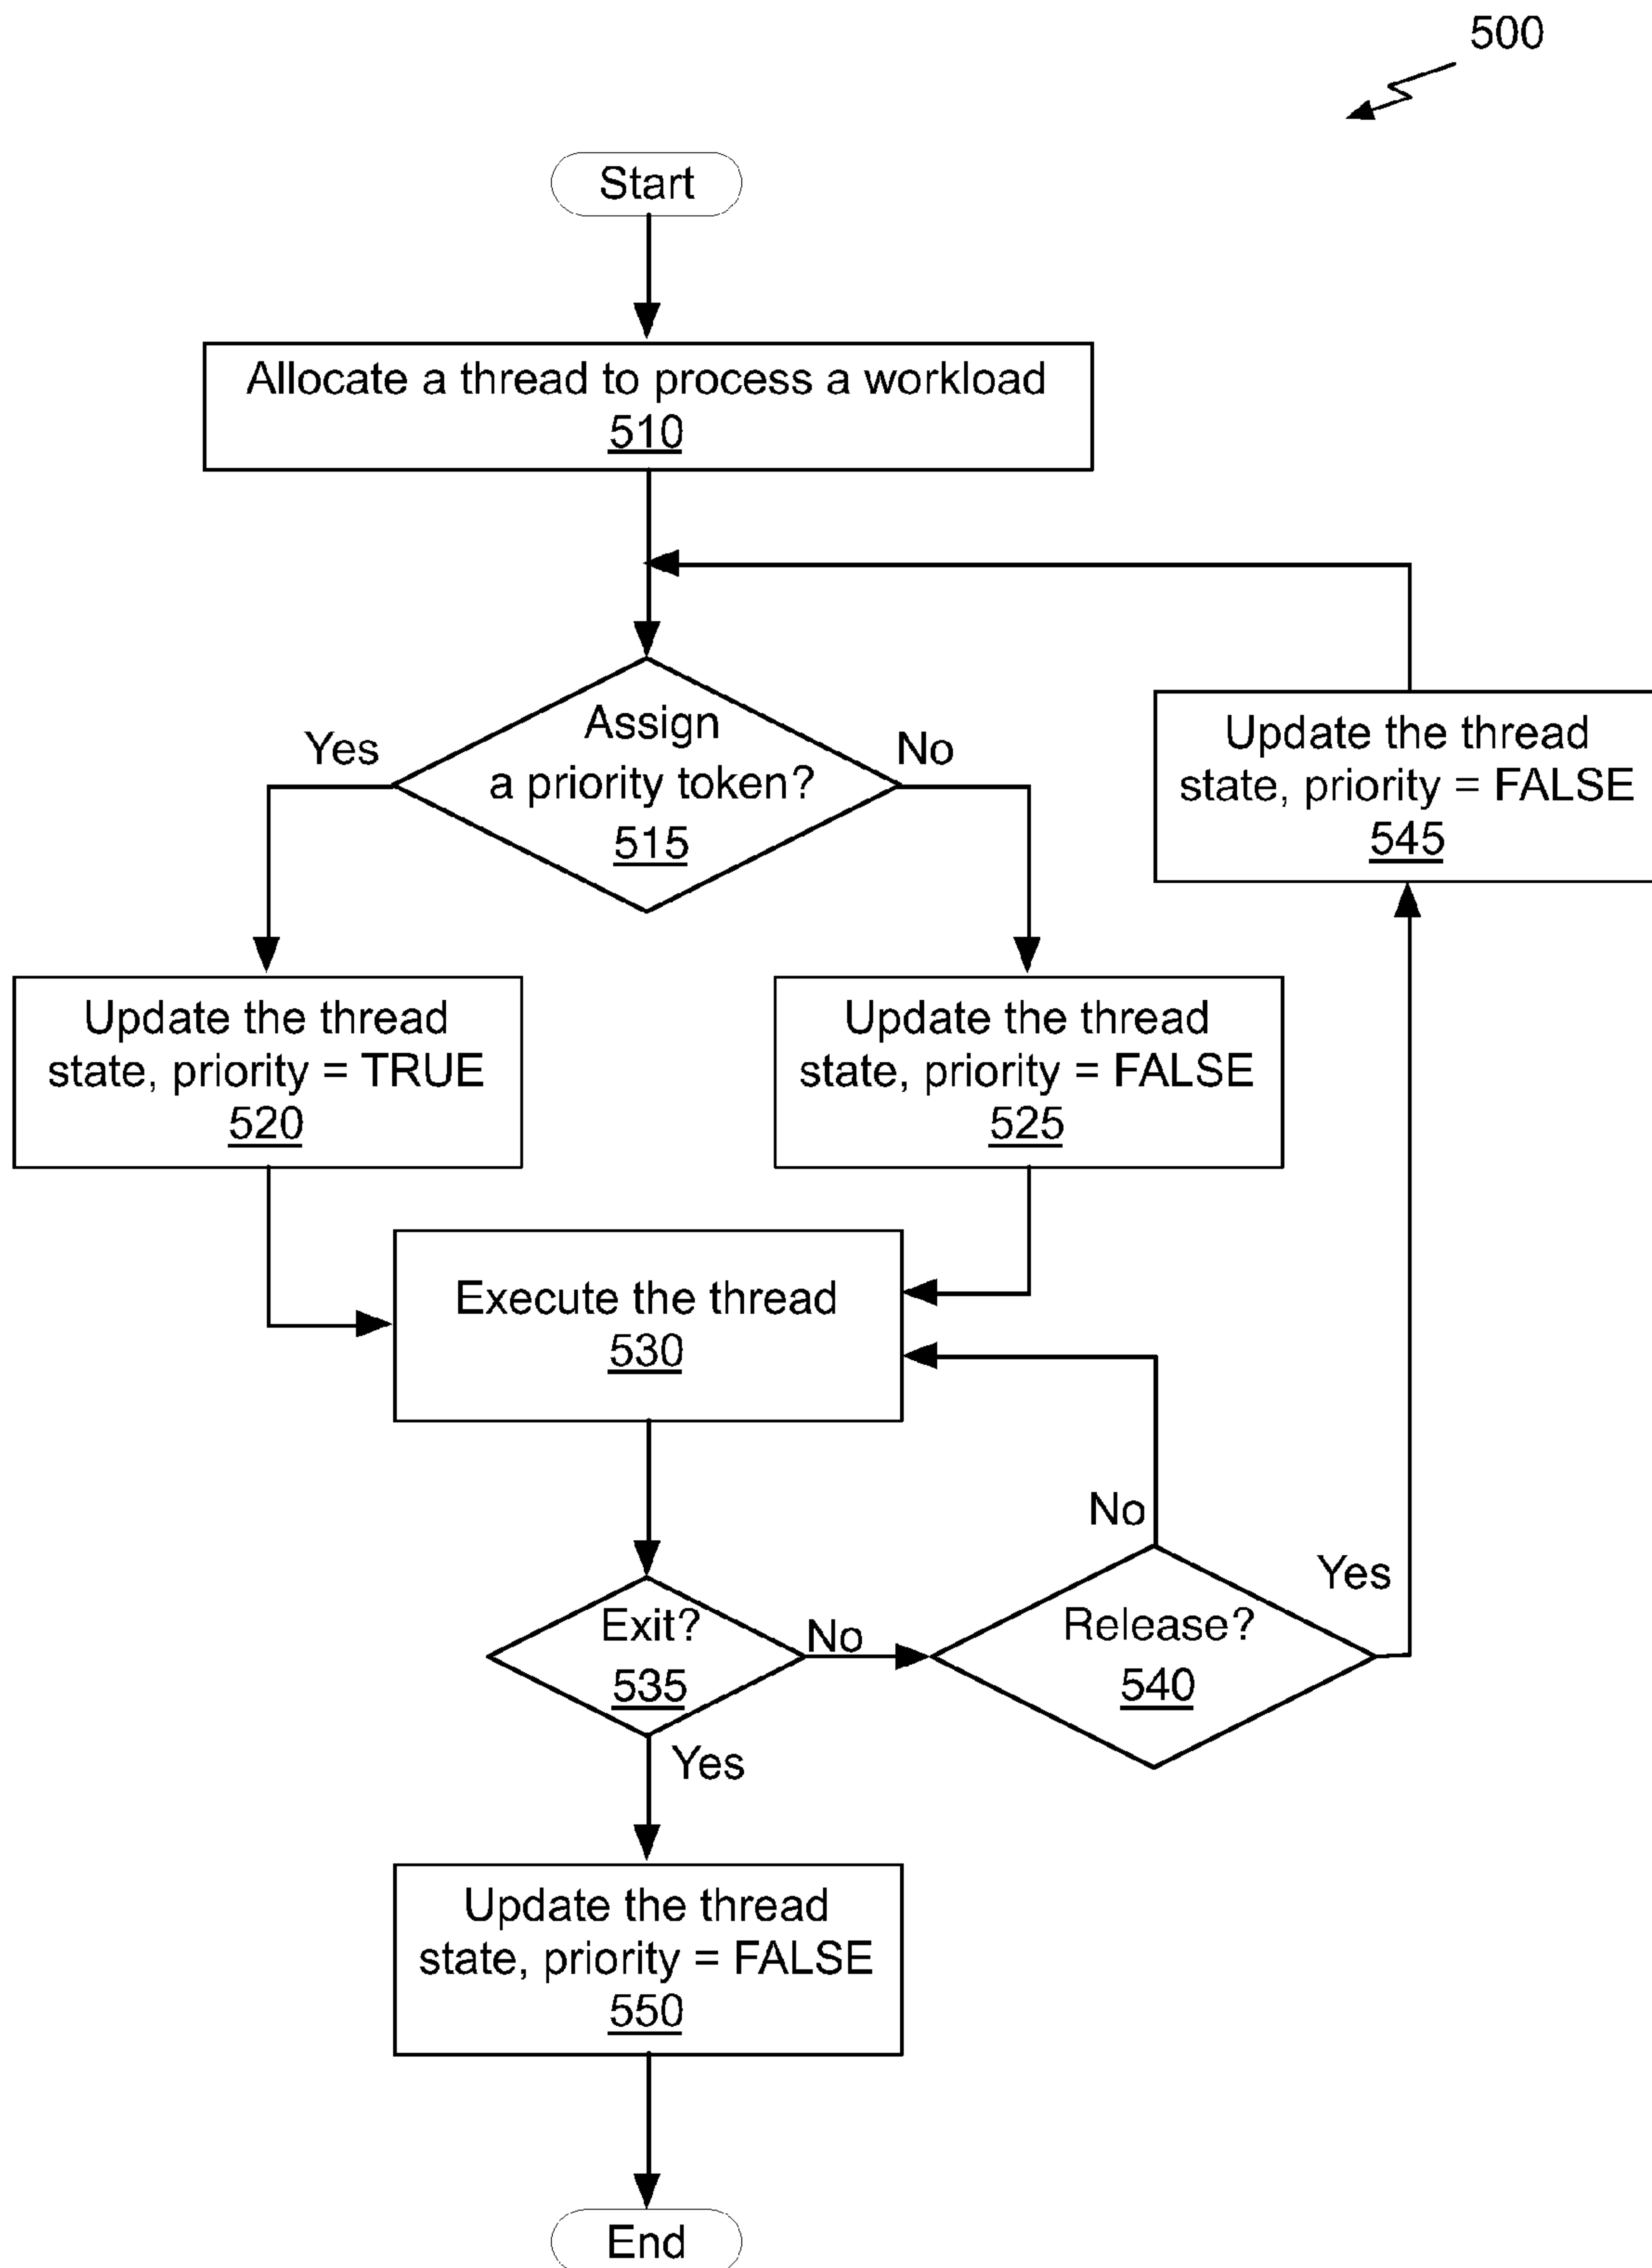 500
Start
Allocate a thread to process a workload
510
Assign
a priority token?
515
Yes
No
Update the thread
state, priority = FALSE
545
Update the thread
state, priority = TRUE
520
Update the thread
state, priority = FALSE
525
Execute the thread
530
No
Yes
Exit?
535
No
Release?
540
Yes
Update the thread
state, priority = FALSE
550
End